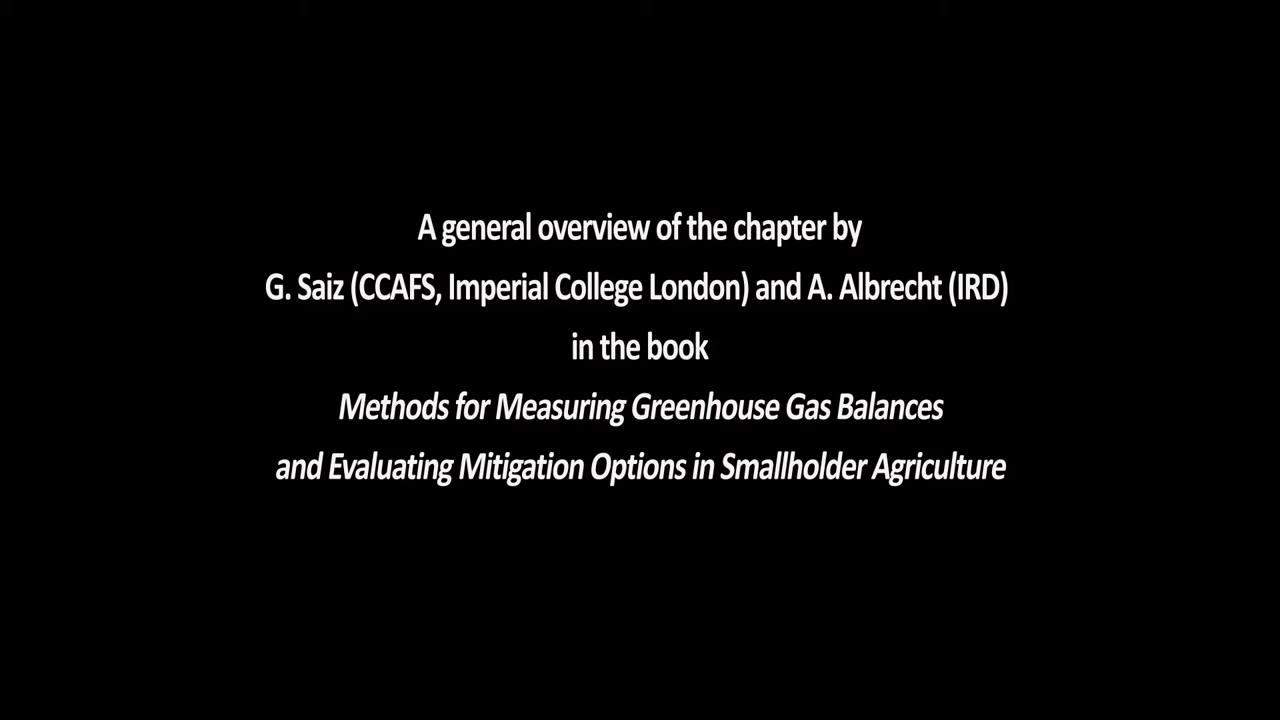 A general overview of the chapter by
G. Saiz (CCAFS, Imperial College London) and A. Albrecht (IRD)
in the book
Methods for Measuring Greenhouse Gas Balances
and Evaluating Mitigation Options in Smallholder Agriculture